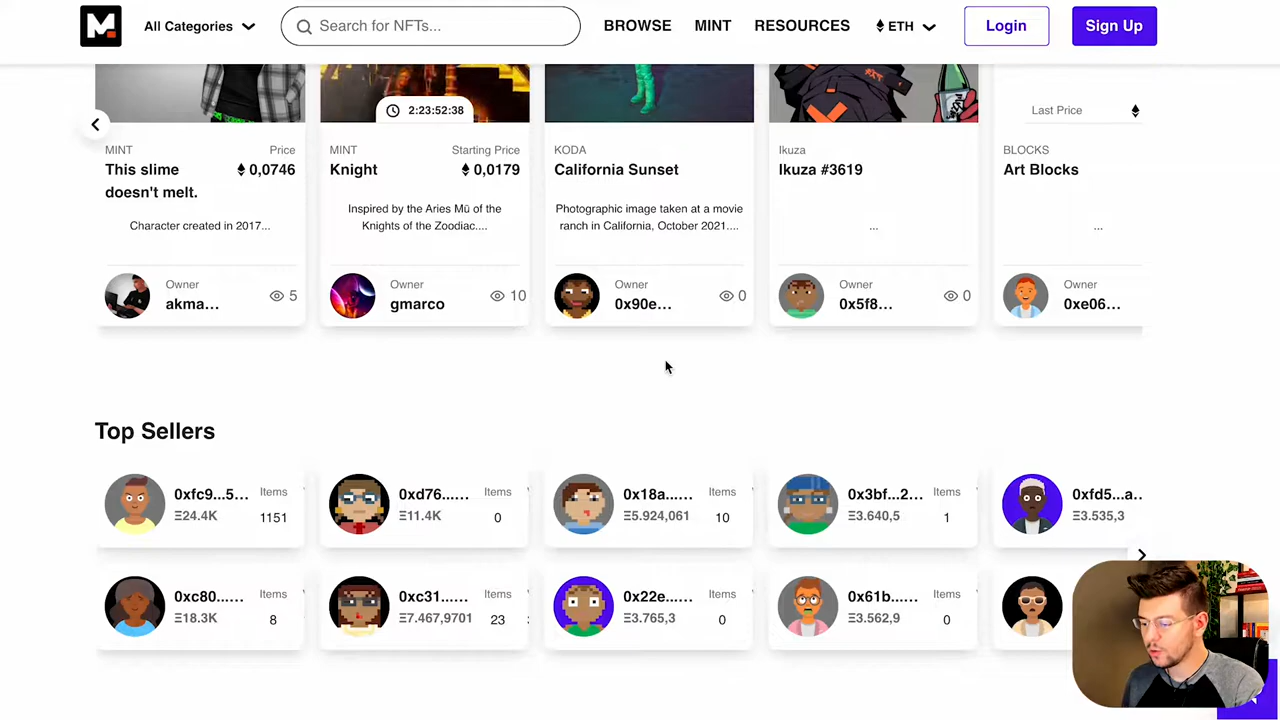 M.
All Categories
Search for NFTs...
BROWSE
MINT
RESOURCES
ETH
Login
Sign Up
2:23:52:38
Last Price
MINT
Price
This slime
0,0746
doesn't melt.
Character created in 2017...
Owner
akma...
5
MINT
Starting Price
Knight
0,0179
Inspired by the Aries Mū of the
Knights of the Zoodiac....
Owner
gmarco
10
KODA
California Sunset
Photographic image taken at a movie
ranch in California, October 2021....
Owner
0x90e...
0
Ikuza
Ikuza #3619
...
Owner
0x5f8...
0
BLOCKS
Art Blocks
...
Owner
0xe06...
Top Sellers
0xfc9...5...
Items
Ξ24.4K
1151
0xd76......
Items
Ξ11.4K
0
0x18a......
Items
Ξ5.924,061
10
0x3bf...2...
Items
Ξ3.640,5
1
0xfd5...a..
Ξ3.535,3
0xc80......
Items
Ξ18.3K
8
0xc31......
Items
Ξ7.467,9701
23
0x22e......
Items
Ξ3.765,3
0
0x61b......
Items
Ξ3.562,9
0